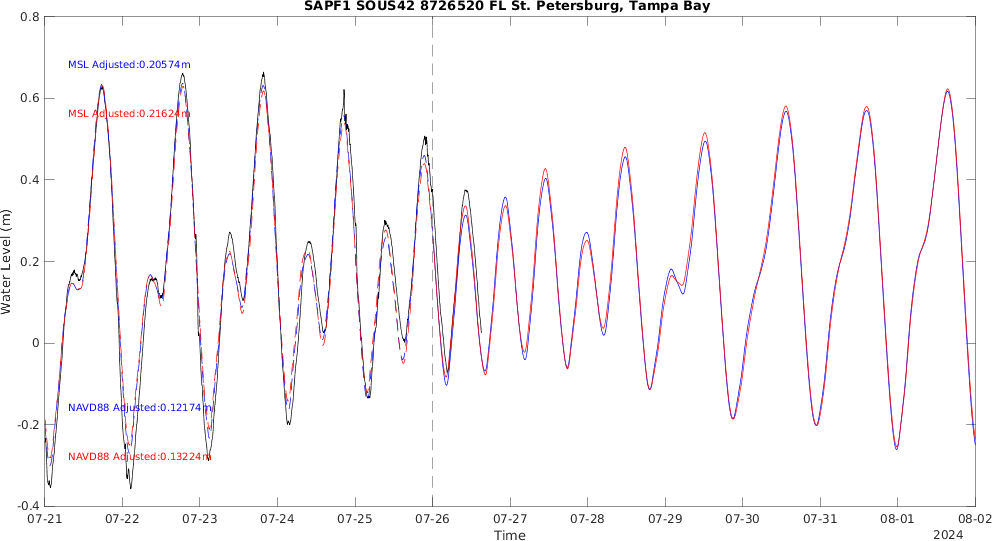 SAPF1 SOUS42 8726520 FL St. Petersburg, Tampa Bay
0.8
MSL Adjusted:0.20574m
0.6
MSL Adjusted:0.21624m
0.4
Water Level (m)
0.2
0
NAVD88 Adjusted:0.12174m
-0.2
NAVD88 Adjusted:0.13224m
-0.4
07-21 07-22 07-23 07-24 07-25 07-26 07-27 07-28 07-29 07-30 07-31 08-01 08-02
Time
2024